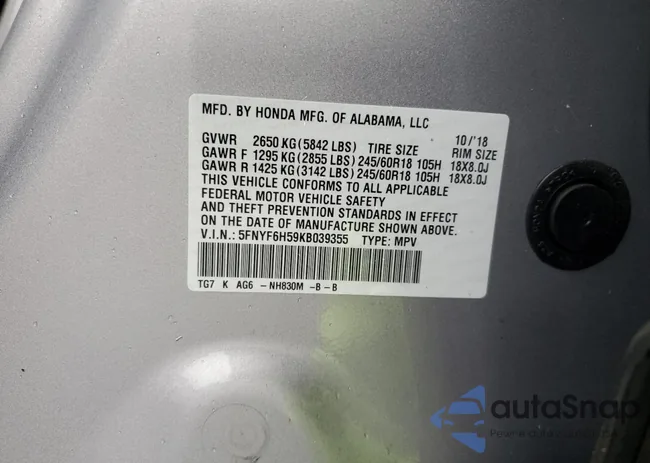 MFD. BY HONDA MFG. OF ALABAMA, LLC
10/'18
GVWR 2650 KG(5842 LBS) TIRE SIZE RIM SIZE
GAWR F 1295 KG(2855 LBS) 245/60R18 105H 18X8.0J
GAWR R 1425 KG(3142 LBS) 245/60R18 105H 18X8.0J
THIS VEHICLE CONFORMS TO ALL APPLICABLE
FEDERAL MOTOR VEHICLE SAFETY
AND THEFT PREVENTION STANDARDS IN EFFECT
ON THE DATE OF MANUFACTURE SHOWN ABOVE.
V.I.N.: 5FNYF6H59KB039355 TYPE: MPV
TG7 K AG6 -NH830M -B-B
autoSnap